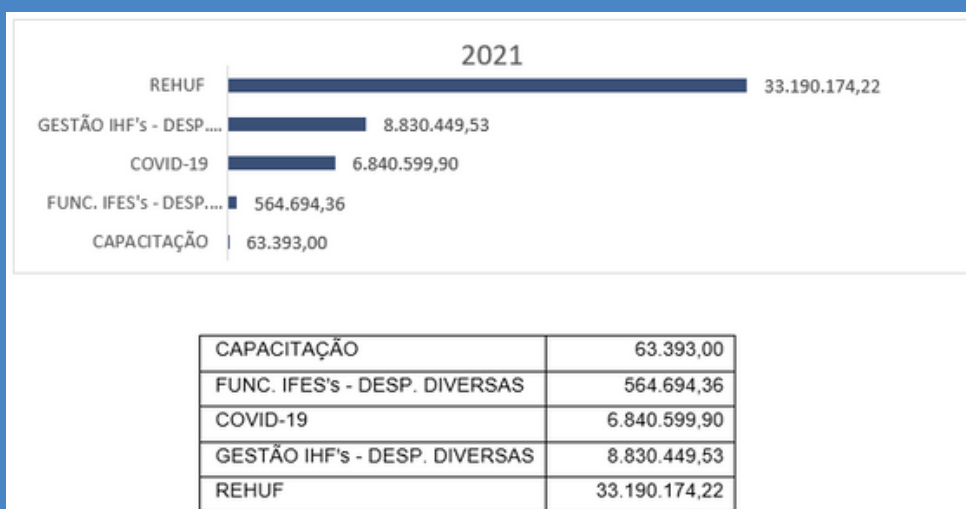 2021
REHUF 33.190.174,22
GESTÃO IHF's - DESP.... 8.830.449,53
COVID-19 6.840.599,90
FUNC. IFES's - DESP.... 564.694,36
CAPACITAÇÃO 63.393,00
CAPACITAÇÃO 63.393,00
FUNC. IFES's - DESP. DIVERSAS 564.694,36
COVID-19 6.840.599,90
GESTÃO IHF's - DESP. DIVERSAS 8.830.449,53
REHUF 33.190.174,22